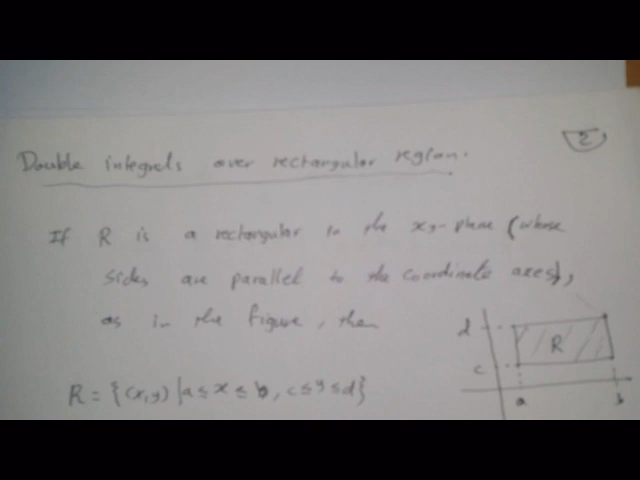 2
Double integrals over rectangular region.
If R is a rectangular in the xy-plane (whose
sides are parallel to the coordinate axes),
as in the figure, then
d
R
c
R = {(x,y) | a ≤ x ≤ b, c ≤ y ≤ d}
a b